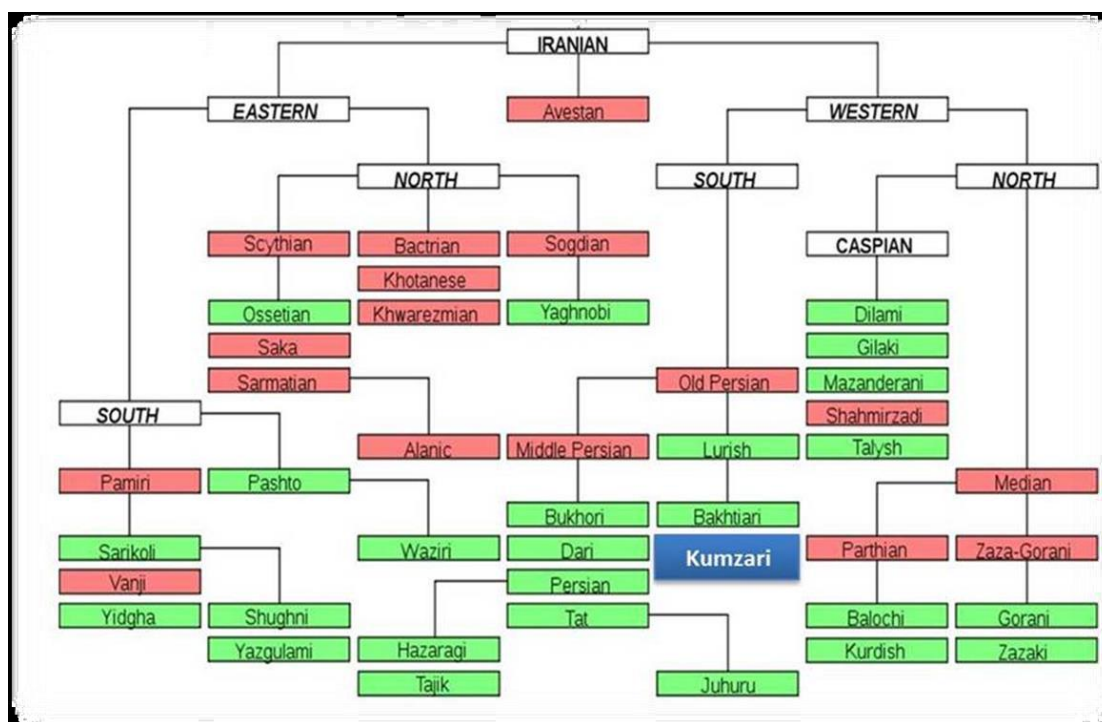 IRANIAN
EASTERN
Avestan
WESTERN
NORTH
SOUTH
NORTH
Scythian
Bactrian
Sogdian
CASPIAN
Khotanese
Ossetian
Khwarezmian
Yaghnobi
Dilami
Saka
Gilaki
Sarmatian
Old Persian
Mazanderani
SOUTH
Shahmirzadi
Alanic
Middle Persian
Lurish
Talysh
Pamiri
Pashto
Median
Bukhori
Bakhtiari
Sarikoli
Waziri
Dari
Kumzari
Parthian
Zaza-Gorani
Vanji
Persian
Yidgha
Shughni
Tat
Balochi
Gorani
Yazgulami
Hazaragi
Kurdish
Zazaki
Tajik
Juhuru